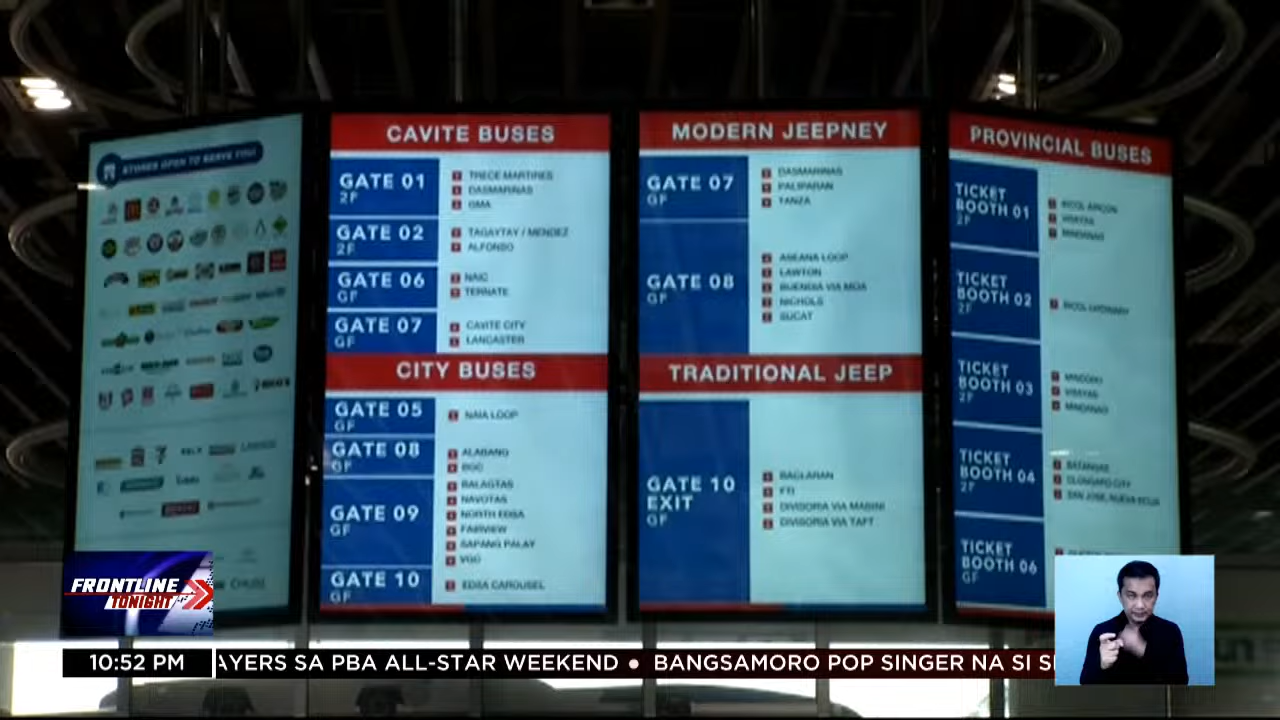 STORES OPEN TO SERVE YOU!
CAVITE BUSES
GATE 01
2F
TRECE MARTIRES
DASMARINAS
GMA
GATE 02
2F
TAGAYTAY / MENDEZ
ALFONSO
GATE 06
GF
NAIC
TERNATE
GATE 07
GF
CAVITE CITY
LANCASTER
CITY BUSES
GATE 05
GF
NAIA LOOP
GATE 08
GF
ALABANG
BGC
GATE 09
GF
BALAGTAS
NAVOTAS
NORTH EDSA
FAIRVIEW
SAPANG PALAY
VGC
GATE 10
GF
EDSA CAROUSEL
MODERN JEEPNEY
GATE 07
GF
DASMARINAS
PALIPARAN
TANZA
GATE 08
GF
ASEANA LOOP
LAWTON
BUENDIA VIA MOA
NICHOLS
SUCAT
TRADITIONAL JEEP
GATE 10
EXIT
GF
BACLARAN
FTI
DIVISORIA VIA MABINI
DIVISORIA VIA TAFT
PROVINCIAL BUSES
TICKET
BOOTH 01
2F
BICOL AIRCON
VISAYAS
MINDANAO
TICKET
BOOTH 02
2F
BICOL ORDINARY
TICKET
BOOTH 03
2F
MINDORO
VISAYAS
MINDANAO
TICKET
BOOTH 04
2F
BATANGAS
OLONGAPO CITY
SAN JOSE, NUEVA ECIJA
TICKET
BOOTH 06
GF
FRONTLINE
TONIGHT
10:52 PM
AYERS SA PBA ALL-STAR WEEKEND • BANGSAMORO POP SINGER NA SI